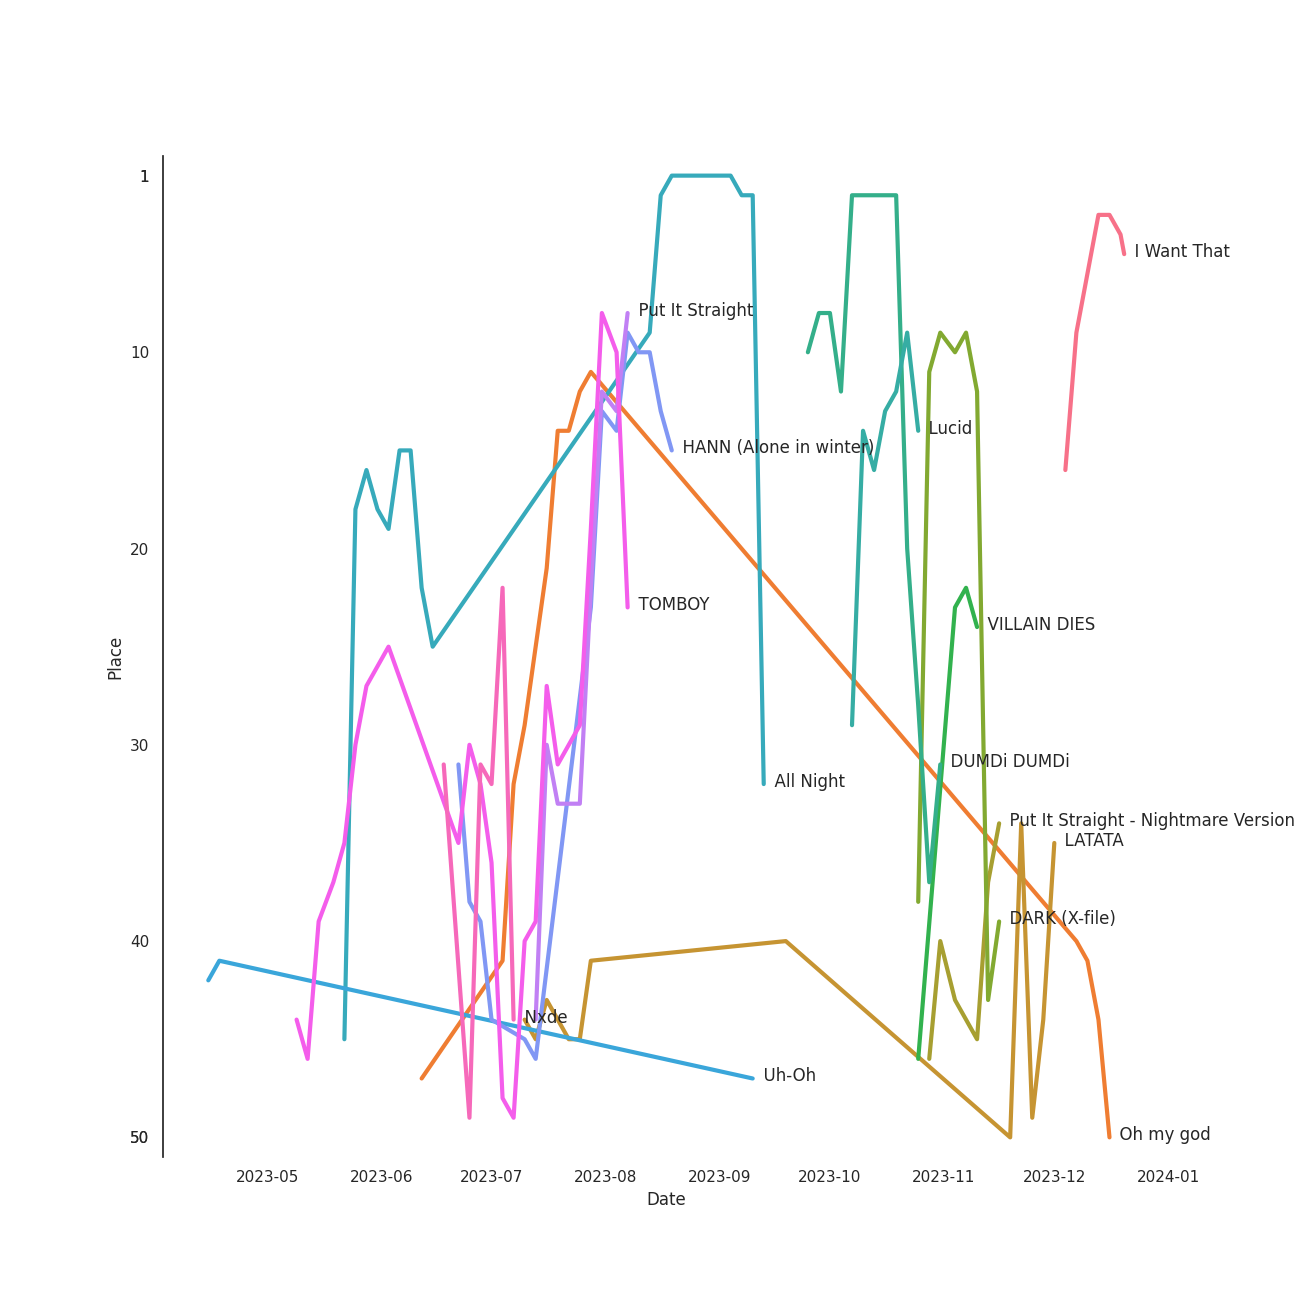 1
I Want That
Put It Straight
10
Lucid
HANN (Alone in winter)
20
TOMBOY
VILLAIN DIES
Place
30
DUMDi DUMDi
All Night
Put It Straight - Nightmare Version
LATATA
DARK (X-file)
40
Nxde
Uh-Oh
50
Oh my god
2023-05 2023-06 2023-07 2023-08 2023-09 2023-10 2023-11 2023-12 2024-01
Date